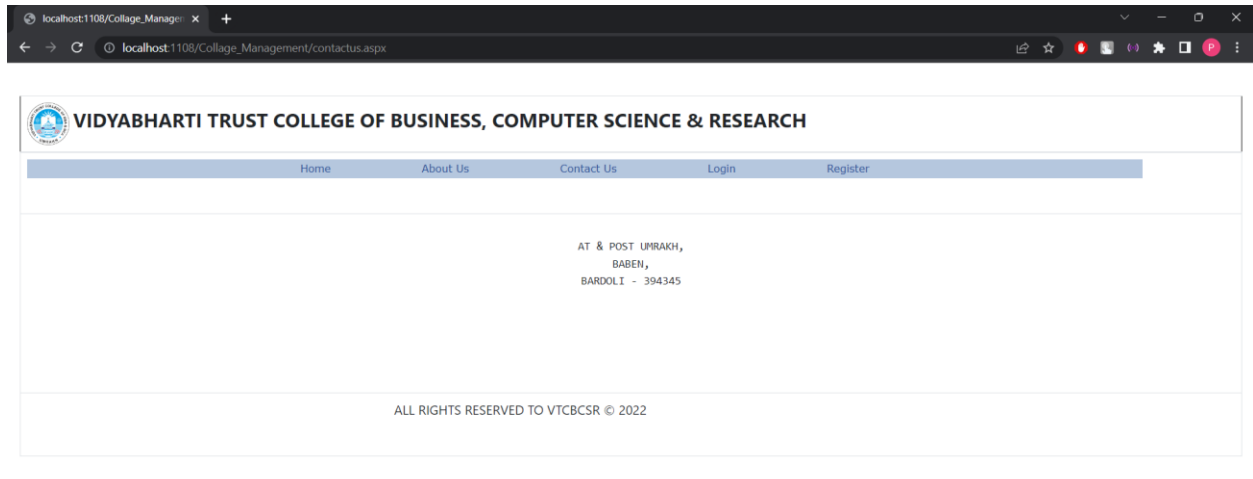 localhost:1108/Collage_Manager
localhost:1108/Collage_Management/contactus.aspx
P
VIDYABHARTI TRUST COLLEGE OF BUSINESS, COMPUTER SCIENCE & RESEARCH
Home About Us Contact Us Login Register
AT & POST UMRAKH,
BABEN,
BARDOLI - 394345
ALL RIGHTS RESERVED TO VTCBCSR © 2022